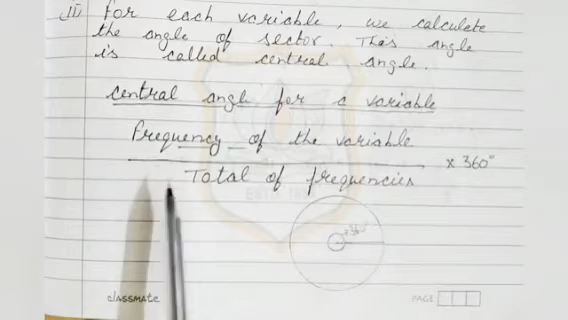 ii) For each variable, we calculate
the angle of sector. This angle
is called central angle.
central angle for a variable
Frequency of the variable
x 360°
Total of frequencies
360°
classmate
PAGE